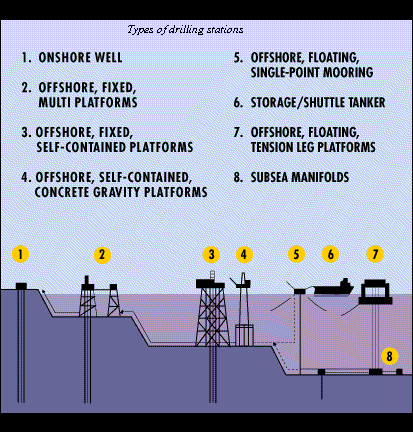 Types of drilling stations
1. ONSHORE WELL
2. OFFSHORE, FIXED,
MULTI PLATFORMS
3. OFFSHORE, FIXED,
SELF-CONTAINED PLATFORMS
4. OFFSHORE, SELF-CONTAINED,
CONCRETE GRAVITY PLATFORMS
5. OFFSHORE, FLOATING,
SINGLE-POINT MOORING
6. STORAGE/SHUTTLE TANKER
7. OFFSHORE, FLOATING,
TENSION LEG PLATFORMS
8. SUBSEA MANIFOLDS
1 2 3 4 5 6 7
8